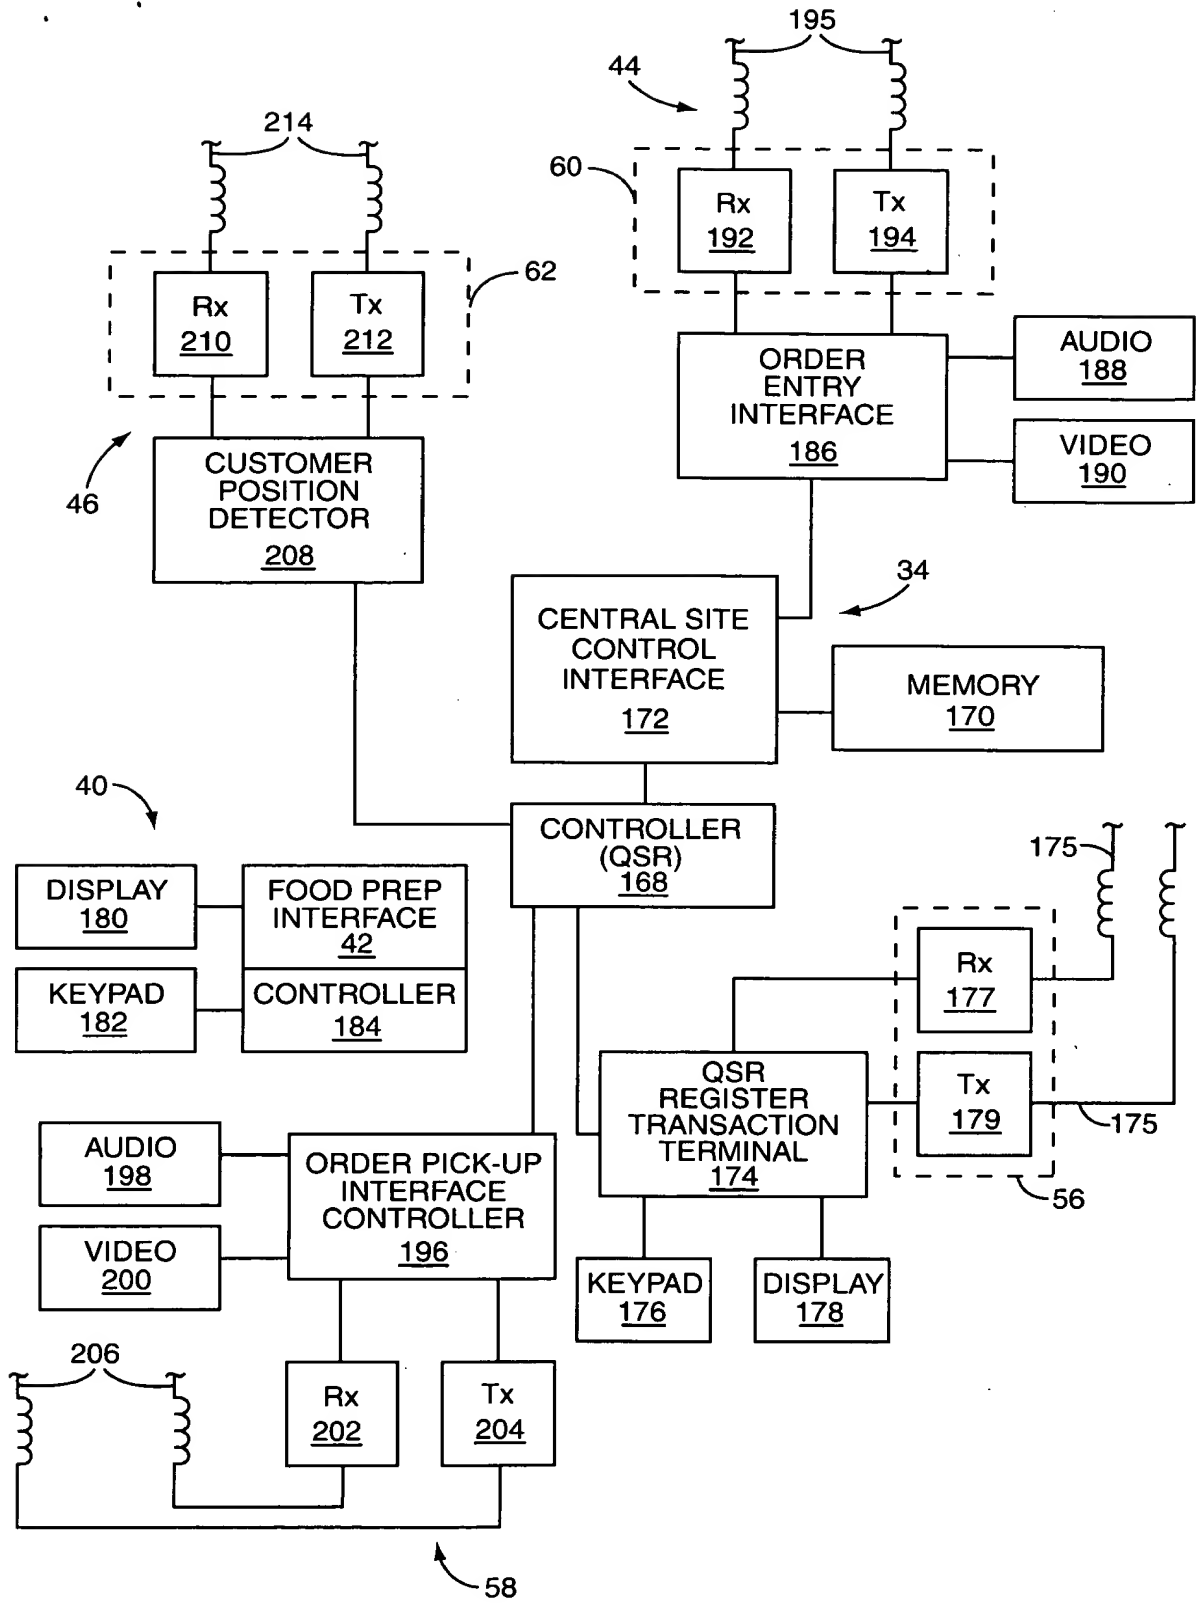 195
44
214
60
Rx
192
Tx
194
62
Rx
210
Tx
212
ORDER
ENTRY
INTERFACE
186
AUDIO
188
VIDEO
190
46
CUSTOMER
POSITION
DETECTOR
208
34
CENTRAL SITE
CONTROL
INTERFACE
172
MEMORY
170
40
CONTROLLER
(QSR)
168
175
DISPLAY
180
FOOD PREP
INTERFACE
42
KEYPAD
182
CONTROLLER
184
Rx
177
Tx
179
175
56
QSR
REGISTER
TRANSACTION
TERMINAL
174
AUDIO
198
VIDEO
200
ORDER PICK-UP
INTERFACE
CONTROLLER
196
KEYPAD
176
DISPLAY
178
206
Rx
202
Tx
204
58